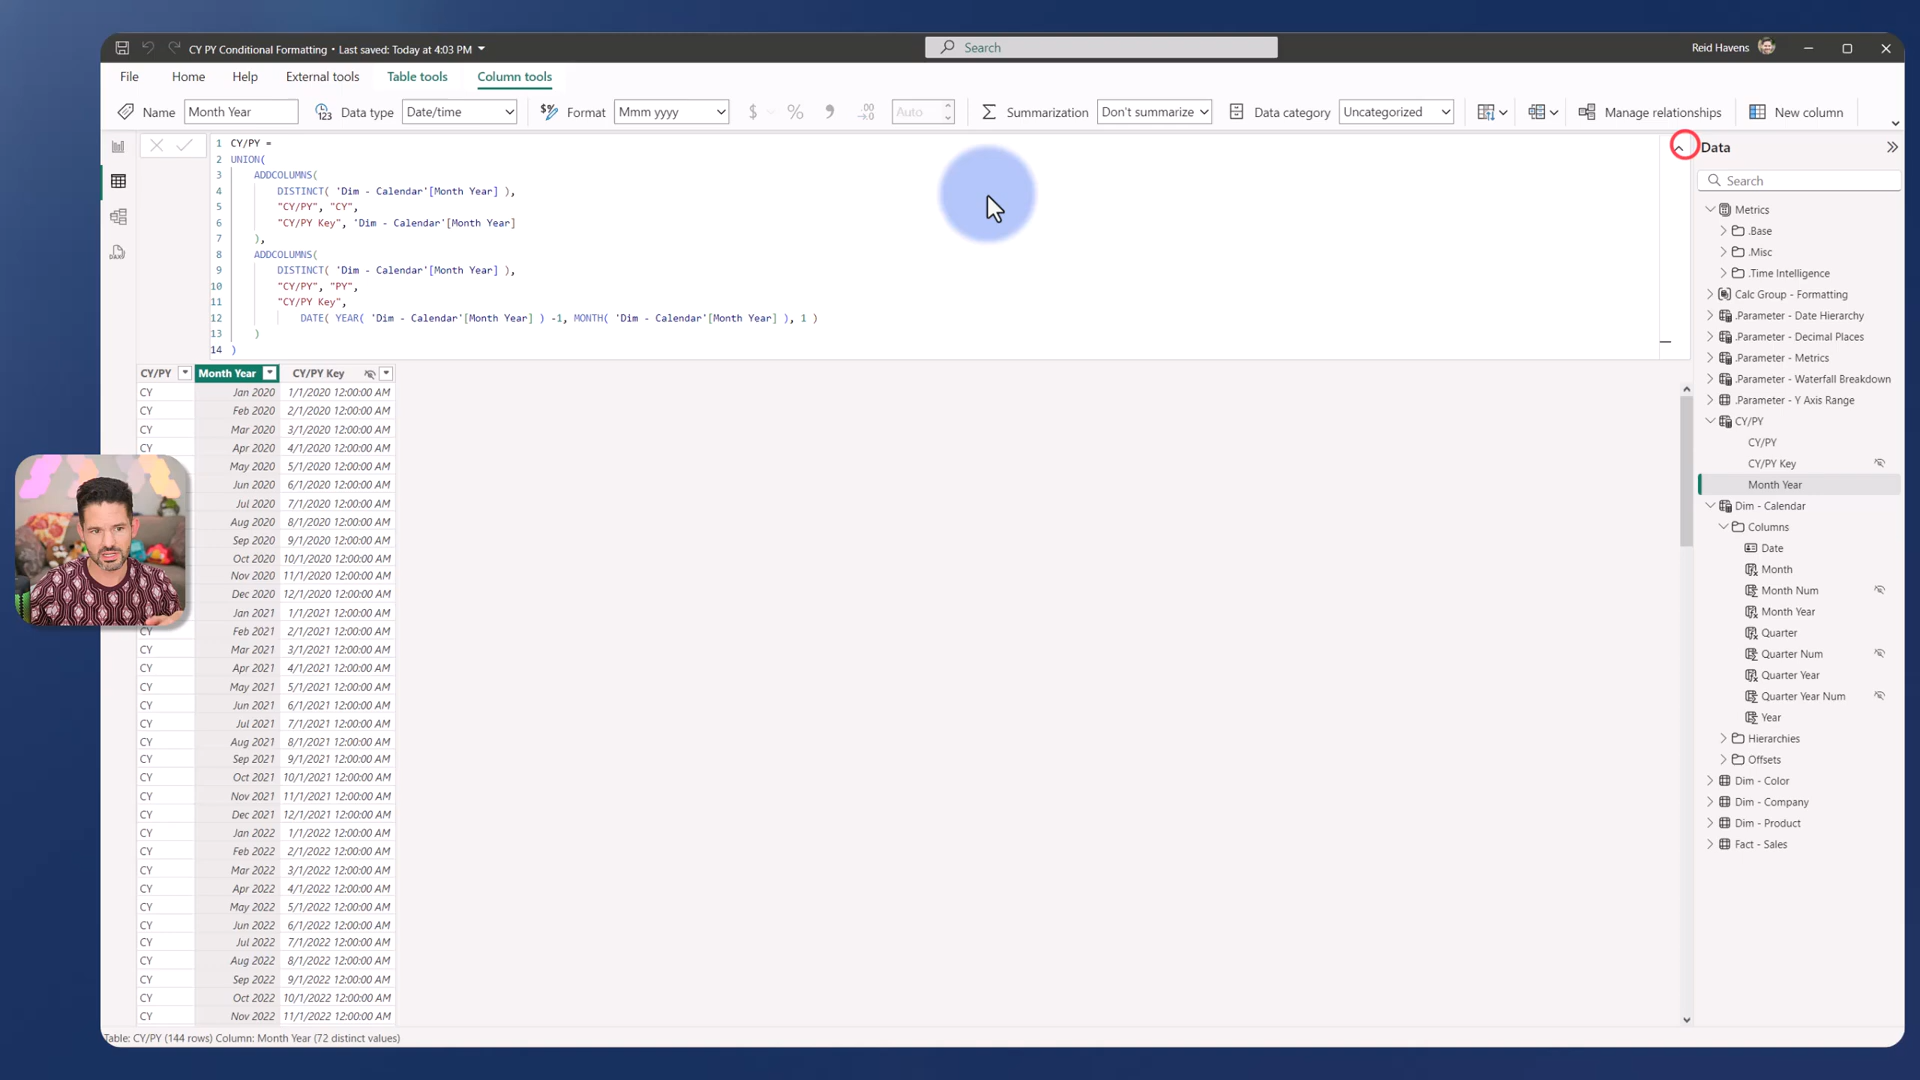 CY PY Conditional Formatting • Last saved: Today at 4:03 PM
Search
Reid Havens
File
Home
Help
External tools
Table tools
Column tools
Name
Month Year
Data type
Date/time
Format
Mmm yyyy
$
%
Auto
Summarization
Don't summarize
Data category
Uncategorized
Manage relationships
New column
1 CY/PY =
2 UNION(
3 ADDCOLUMNS(
4 DISTINCT( 'Dim - Calendar'[Month Year] ),
5 "CY/PY", "CY",
6 "CY/PY Key", 'Dim - Calendar'[Month Year]
7 ),
8 ADDCOLUMNS(
9 DISTINCT( 'Dim - Calendar'[Month Year] ),
10 "CY/PY", "PY",
11 "CY/PY Key",
12 DATE( YEAR( 'Dim - Calendar'[Month Year] ) -1, MONTH( 'Dim - Calendar'[Month Year] ), 1 )
13 )
14 )
CY/PY Month Year CY/PY Key
CY Jan 2020 1/1/2020 12:00:00 AM
CY Feb 2020 2/1/2020 12:00:00 AM
CY Mar 2020 3/1/2020 12:00:00 AM
CY Apr 2020 4/1/2020 12:00:00 AM
CY May 2020 5/1/2020 12:00:00 AM
CY Jun 2020 6/1/2020 12:00:00 AM
CY Jul 2020 7/1/2020 12:00:00 AM
CY Aug 2020 8/1/2020 12:00:00 AM
CY Sep 2020 9/1/2020 12:00:00 AM
CY Oct 2020 10/1/2020 12:00:00 AM
CY Nov 2020 11/1/2020 12:00:00 AM
CY Dec 2020 12/1/2020 12:00:00 AM
CY Jan 2021 1/1/2021 12:00:00 AM
CY Feb 2021 2/1/2021 12:00:00 AM
CY Mar 2021 3/1/2021 12:00:00 AM
CY Apr 2021 4/1/2021 12:00:00 AM
CY May 2021 5/1/2021 12:00:00 AM
CY Jun 2021 6/1/2021 12:00:00 AM
CY Jul 2021 7/1/2021 12:00:00 AM
CY Aug 2021 8/1/2021 12:00:00 AM
CY Sep 2021 9/1/2021 12:00:00 AM
CY Oct 2021 10/1/2021 12:00:00 AM
CY Nov 2021 11/1/2021 12:00:00 AM
CY Dec 2021 12/1/2021 12:00:00 AM
CY Jan 2022 1/1/2022 12:00:00 AM
CY Feb 2022 2/1/2022 12:00:00 AM
CY Mar 2022 3/1/2022 12:00:00 AM
CY Apr 2022 4/1/2022 12:00:00 AM
CY May 2022 5/1/2022 12:00:00 AM
CY Jun 2022 6/1/2022 12:00:00 AM
CY Jul 2022 7/1/2022 12:00:00 AM
CY Aug 2022 8/1/2022 12:00:00 AM
CY Sep 2022 9/1/2022 12:00:00 AM
CY Oct 2022 10/1/2022 12:00:00 AM
CY Nov 2022 11/1/2022 12:00:00 AM
Table: CY/PY (144 rows) Column: Month Year (72 distinct values)
Data
Search
Metrics
.Base
.Misc
.Time Intelligence
Calc Group - Formatting
.Parameter - Date Hierarchy
.Parameter - Decimal Places
.Parameter - Metrics
.Parameter - Waterfall Breakdown
.Parameter - Y Axis Range
CY/PY
CY/PY
CY/PY Key
Month Year
Dim - Calendar
Columns
Date
Month
Month Num
Month Year
Quarter
Quarter Num
Quarter Year
Quarter Year Num
Year
Hierarchies
Offsets
Dim - Color
Dim - Company
Dim - Product
Fact - Sales